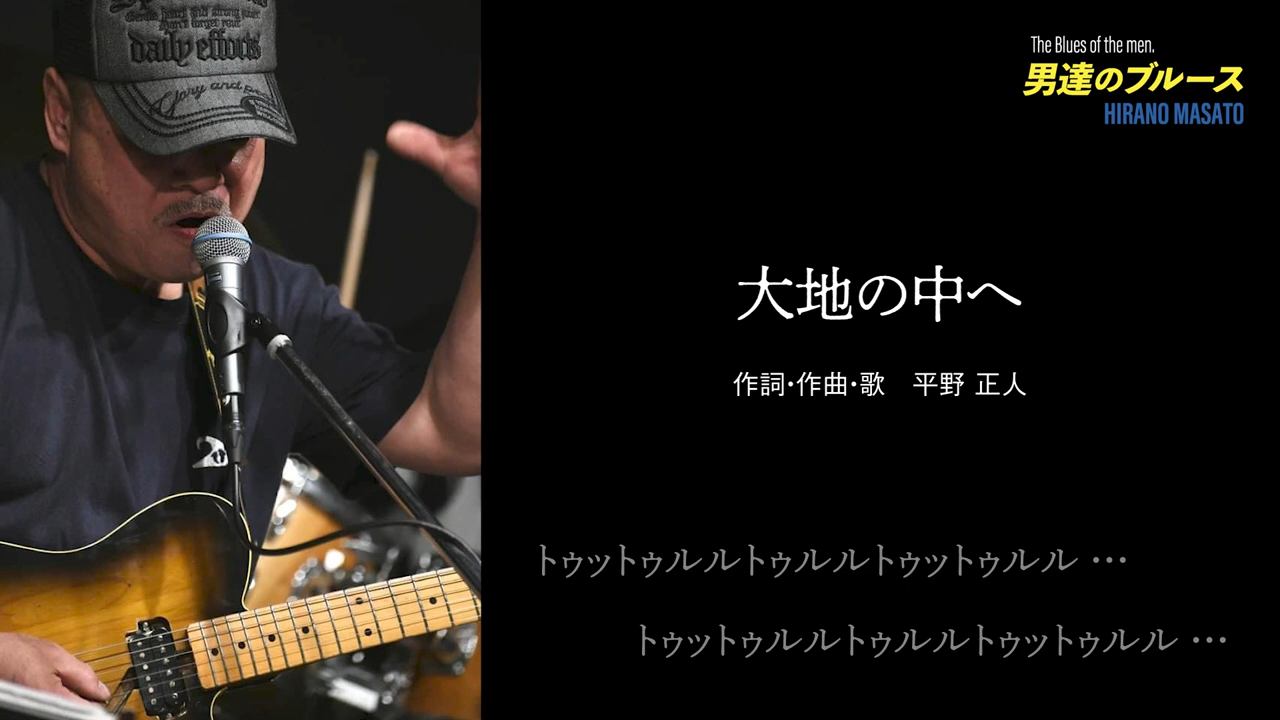 daily efforts
The Blues of the men.
男達のブルース
HIRANO MASATO
大地の中へ
作詞・作曲・歌　平野 正人
トゥットゥルルトゥルルトゥットゥルル …
トゥットゥルルトゥルルトゥットゥルル …